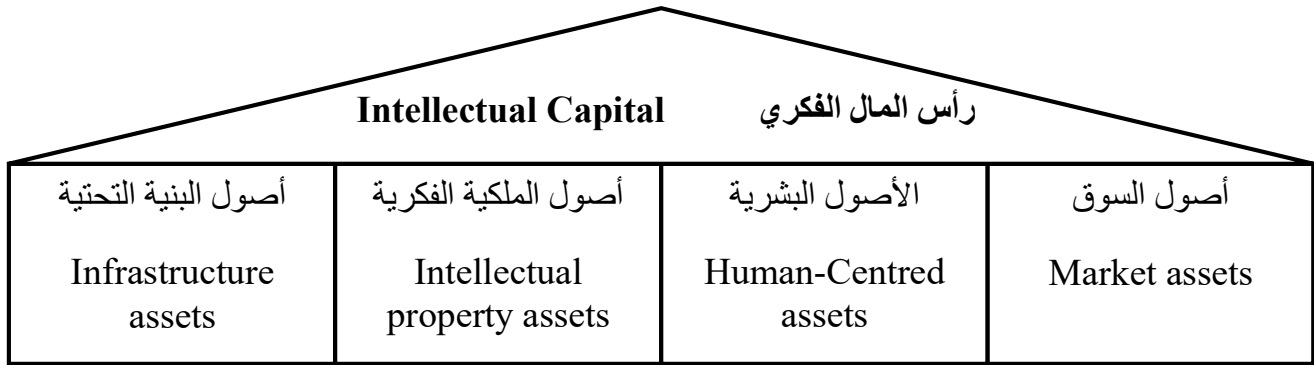 Intellectual Capital رأس المال الفكري
أصول البنية التحتية
Infrastructure
assets
أصول الملكية الفكرية
Intellectual
property assets
الأصول البشرية
Human-Centred
assets
أصول السوق
Market assets